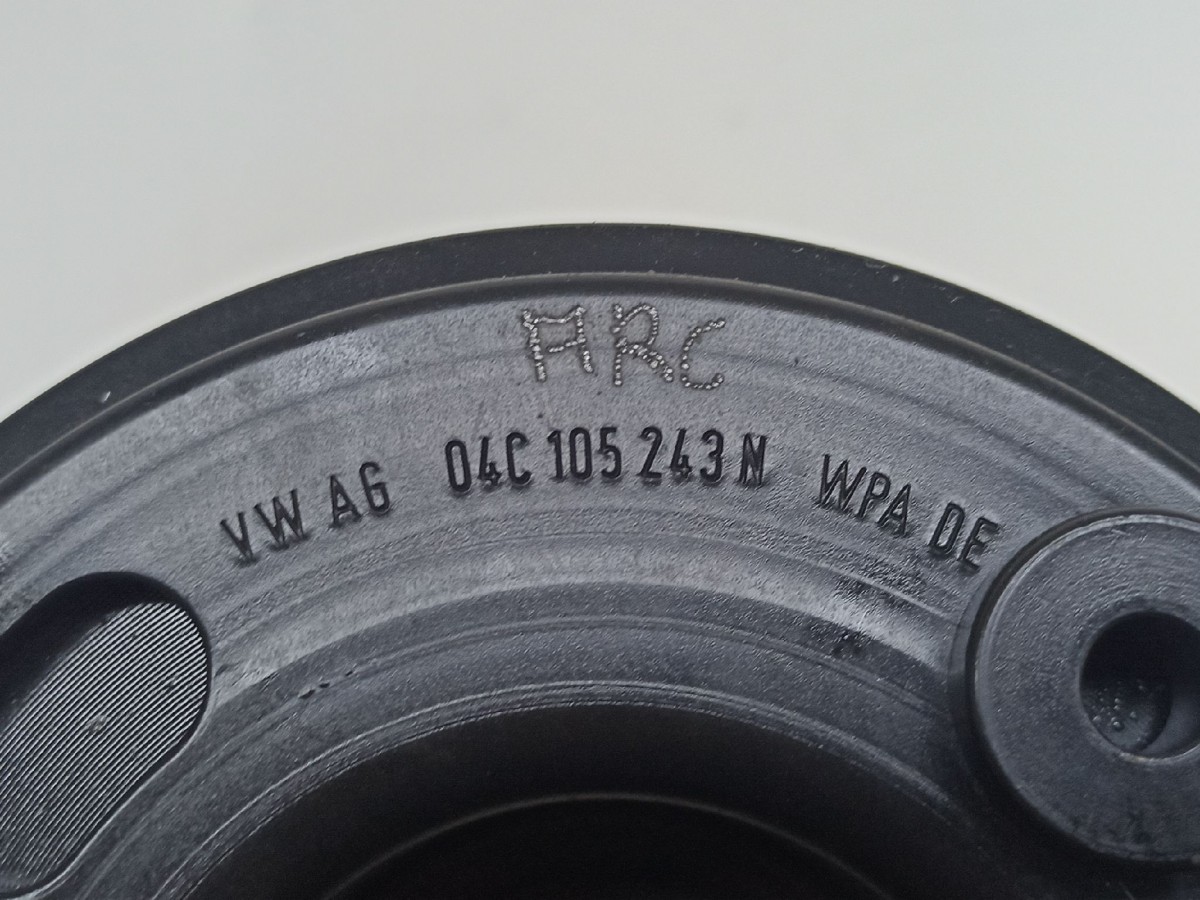 ARC
VW AG 04C 105 243 N WPA DE